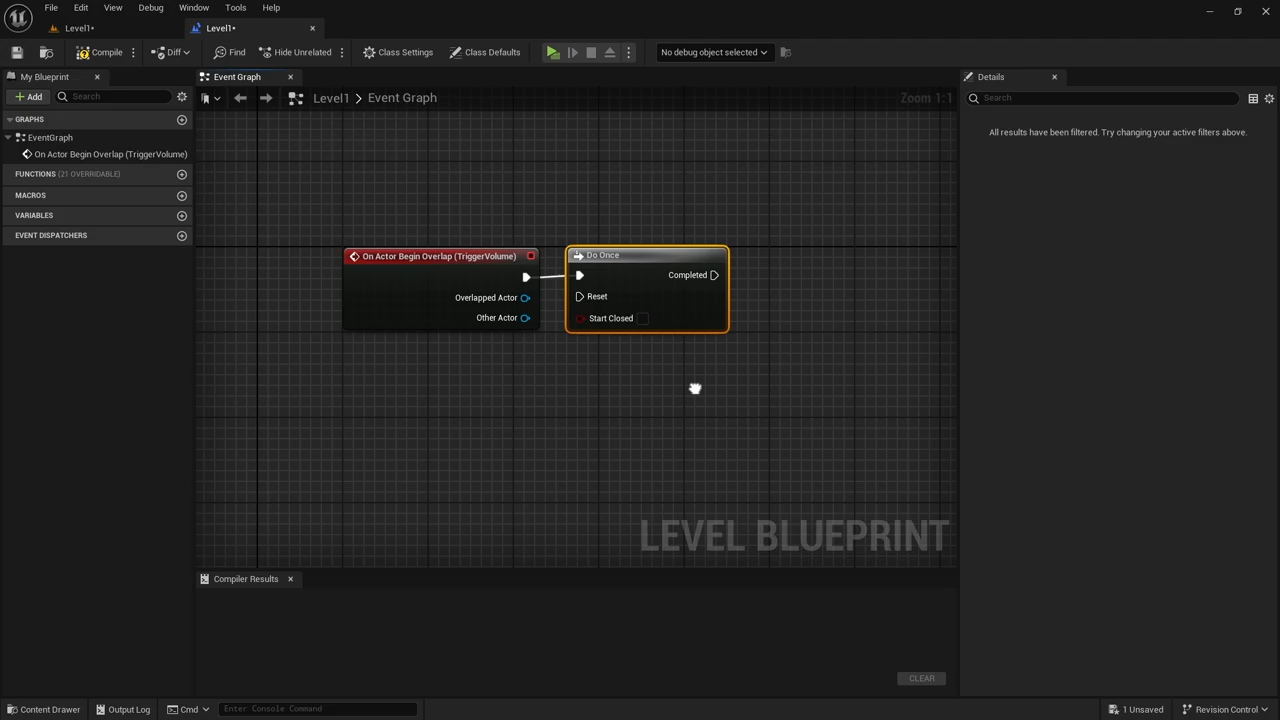 File Edit View Debug Window Tools Help
Level1•
Level1•
Compile
Diff
Find
Hide Unrelated
Class Settings
Class Defaults
No debug object selected
My Blueprint
Event Graph
Details
Add
Search
Level1 > Event Graph
Zoom 1:1
Search
GRAPHS
EventGraph
On Actor Begin Overlap (TriggerVolume)
FUNCTIONS (21 OVERRIDABLE)
MACROS
VARIABLES
EVENT DISPATCHERS
All results have been filtered. Try changing your active filters above.
On Actor Begin Overlap (TriggerVolume)
Overlapped Actor
Other Actor
Do Once
Completed
Reset
Start Closed
LEVEL BLUEPRINT
Compiler Results
CLEAR
Content Drawer
Output Log
Cmd
Enter Console Command
1 Unsaved
Revision Control